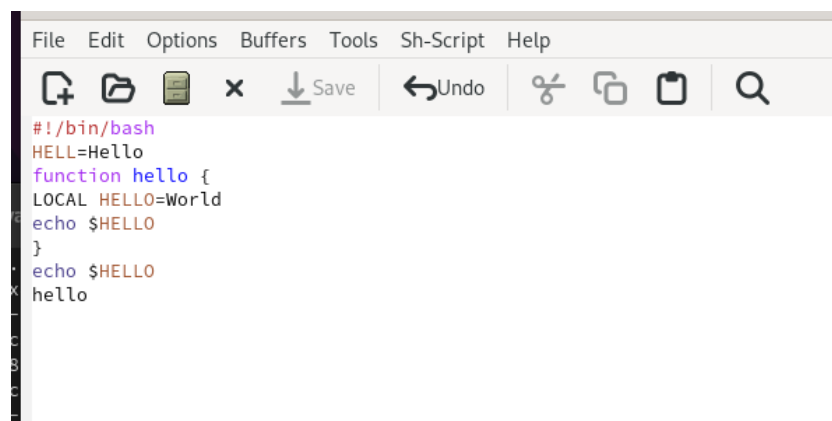 File Edit Options Buffers Tools Sh-Script Help
Save Undo
#!/bin/bash
HELL=Hello
function hello {
LOCAL HELLO=World
echo $HELLO
}
echo $HELLO
hello